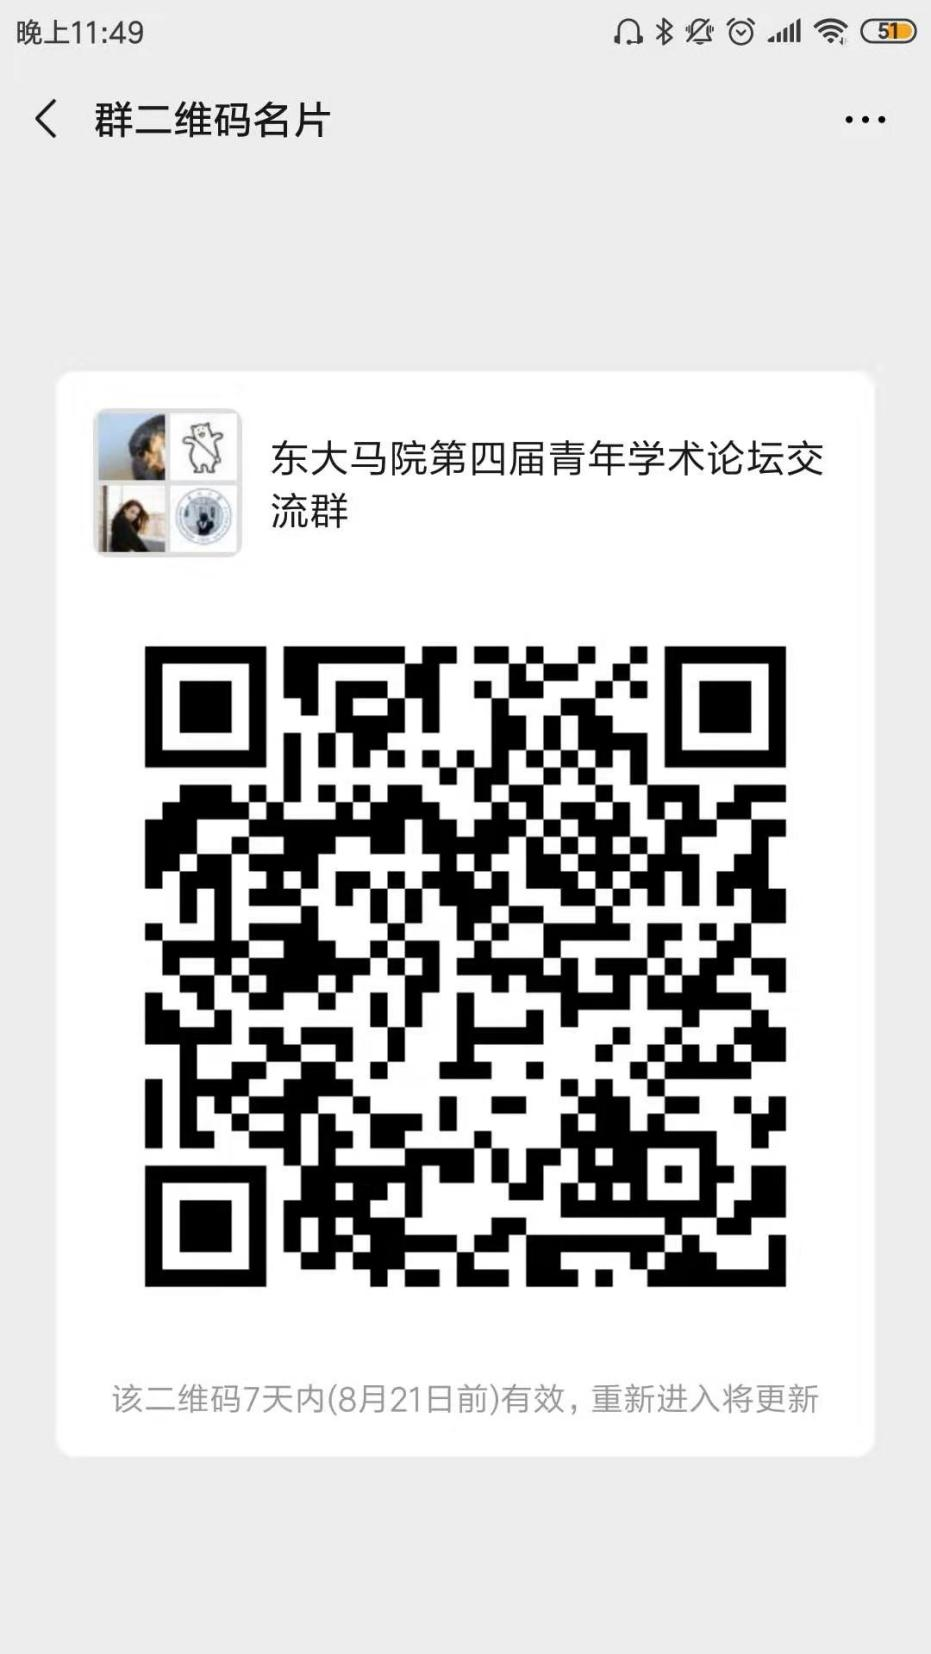 晚上11:49
51
群二维码名片
东大马院第四届青年学术论坛交
流群
该二维码7天内(8月21日前)有效，重新进入将更新